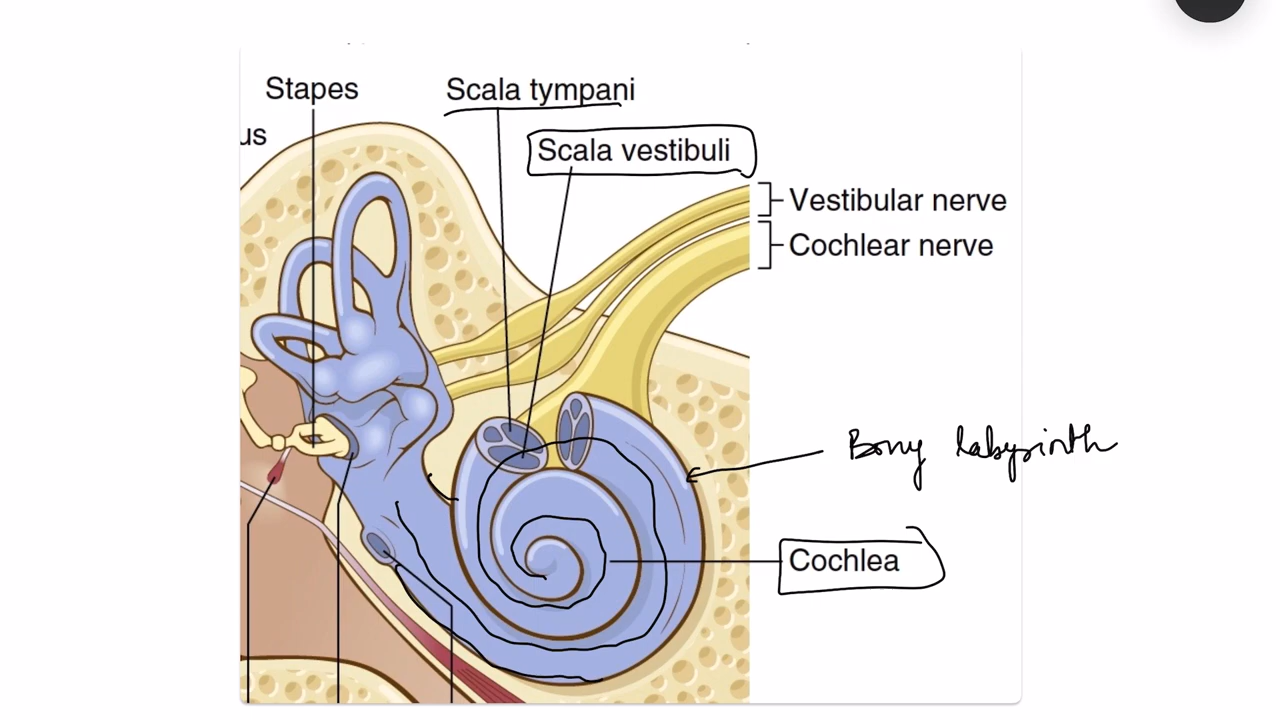 Stapes
Scala tympani
us
Scala vestibuli
Vestibular nerve
Cochlear nerve
Bony labyrinth
Cochlea